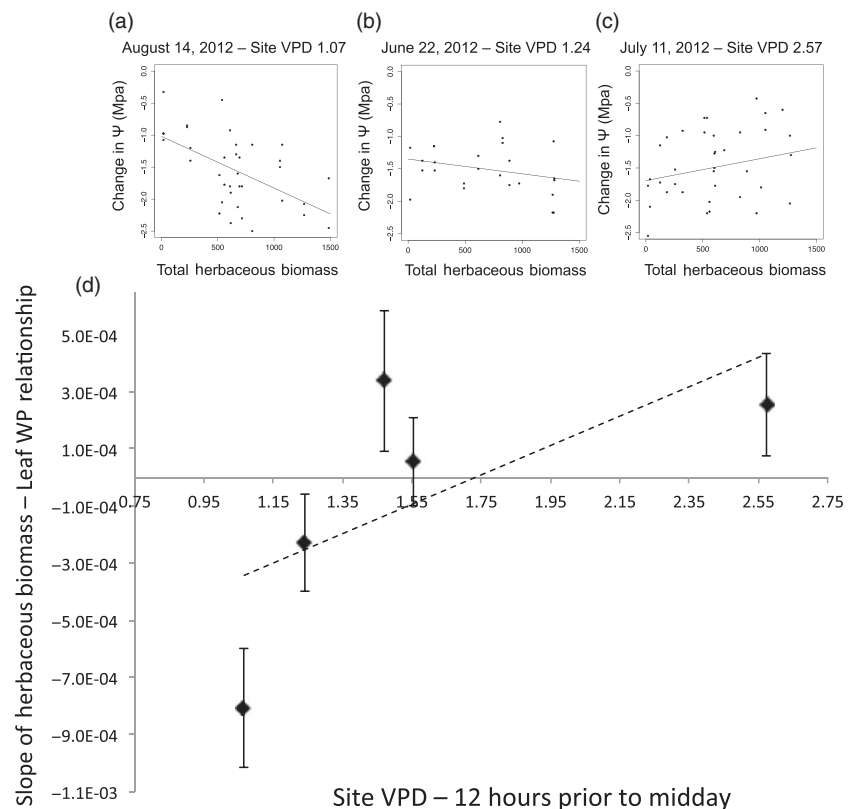 (a)
August 14, 2012 – Site VPD 1.07
Change in Ψ (Mpa)
0.0
−0.5
−1.0
−1.5
−2.0
−2.5
0
500
1000
1500
Total herbaceous biomass
(b)
June 22, 2012 – Site VPD 1.24
Change in Ψ (Mpa)
0.0
−0.5
−1.0
−1.5
−2.0
−2.5
0
500
1000
1500
Total herbaceous biomass
(c)
July 11, 2012 – Site VPD 2.57
Change in Ψ (Mpa)
0.0
−0.5
−1.0
−1.5
−2.0
−2.5
0
500
1000
1500
Total herbaceous biomass
(d)
Slope of herbaceous biomass – Leaf WP relationship
5.0E-04
3.0E-04
1.0E-04
−1.0E-04
−3.0E-04
−5.0E-04
−7.0E-04
−9.0E-04
−1.1E-03
0.75
0.95
1.15
1.35
1.55
1.75
1.95
2.15
2.35
2.55
2.75
Site VPD – 12 hours prior to midday